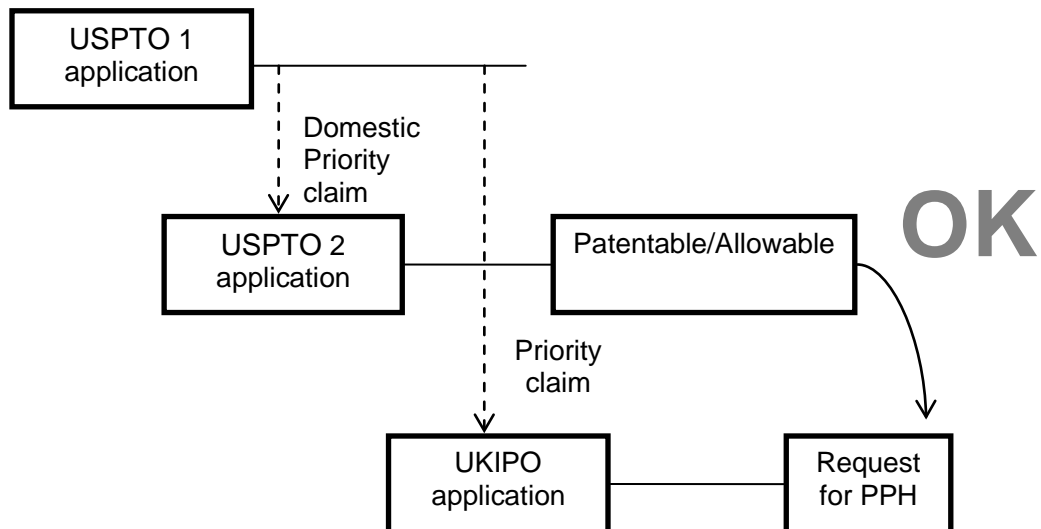 USPTO 1
application
Domestic
Priority
claim
OK
USPTO 2
application
Patentable/Allowable
Priority
claim
UKIPO
application
Request
for PPH